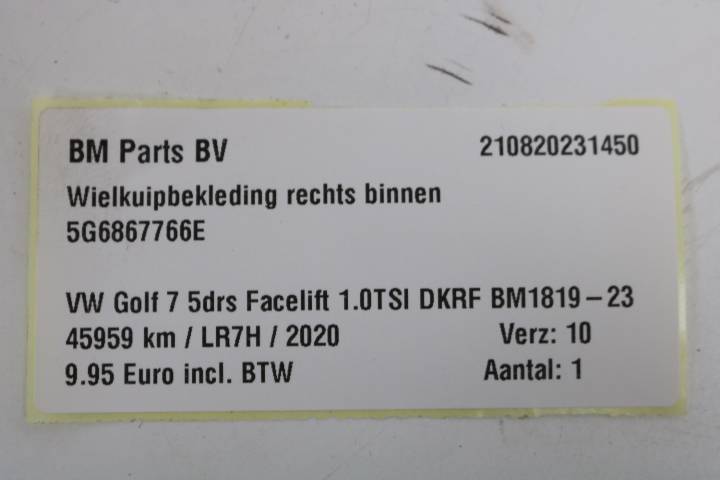 BM Parts BV 210820231450
Wielkuipbekleding rechts binnen
5G6867766E
VW Golf 7 5drs Facelift 1.0TSI DKRF BM1819-23
45959 km / LR7H / 2020 Verz: 10
9.95 Euro incl. BTW Aantal: 1